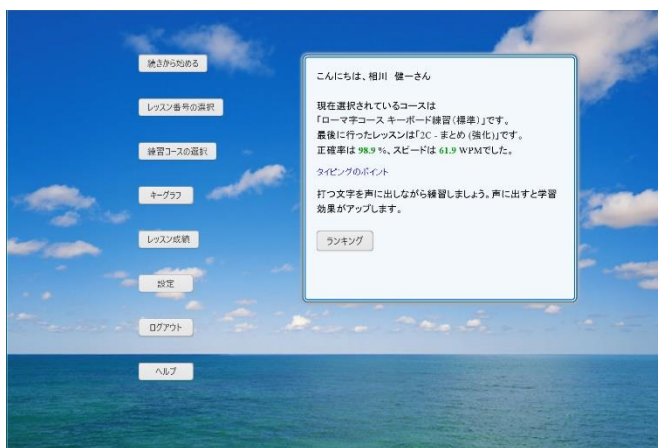 続きから始める
レッスン番号の選択
練習コースの選択
キーグラフ
レッスン成績
設定
ログアウト
ヘルプ
こんにちは、相川 健一さん
現在選択されているコースは
「ローマ字コース キーボード練習(標準)」です。
最後に行ったレッスンは「2C - まとめ (強化)」です。
正確率は 98.9 %、スピードは 61.9 WPMでした。
タイピングのポイント
打つ文字を声に出しながら練習しましょう。声に出すと学習
効果がアップします。
ランキング